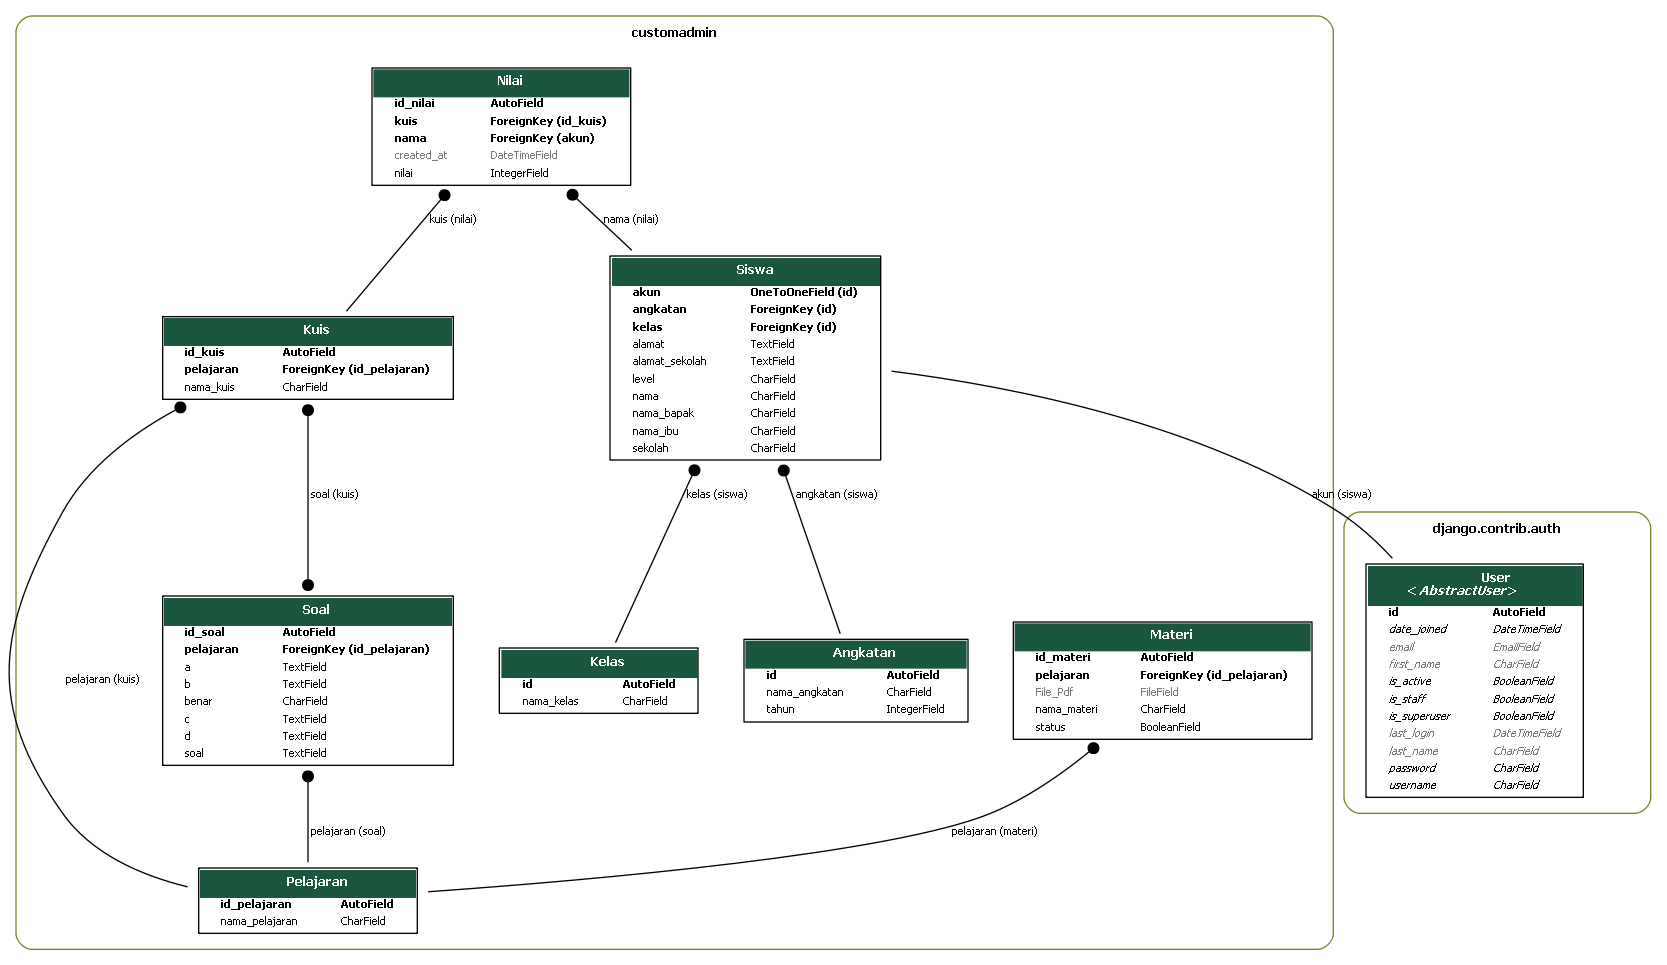 customadmin
Nilai
id_nilai AutoField
kuis ForeignKey (id_kuis)
nama ForeignKey (akun)
created_at DateTimeField
nilai IntegerField
kuis (nilai)
nama (nilai)
Siswa
akun OneToOneField (id)
angkatan ForeignKey (id)
kelas ForeignKey (id)
alamat TextField
alamat_sekolah TextField
level CharField
nama CharField
nama_bapak CharField
nama_ibu CharField
sekolah CharField
Kuis
id_kuis AutoField
pelajaran ForeignKey (id_pelajaran)
nama_kuis CharField
soal (kuis)
kelas (siswa)
angkatan (siswa)
akun (siswa)
django.contrib.auth
User
<AbstractUser>
id AutoField
date_joined DateTimeField
email EmailField
first_name CharField
is_active BooleanField
is_staff BooleanField
is_superuser BooleanField
last_login DateTimeField
last_name CharField
password CharField
username CharField
Soal
id_soal AutoField
pelajaran ForeignKey (id_pelajaran)
a TextField
b TextField
benar CharField
c TextField
d TextField
soal TextField
Kelas
id AutoField
nama_kelas CharField
Angkatan
id AutoField
nama_angkatan CharField
tahun IntegerField
Materi
id_materi AutoField
pelajaran ForeignKey (id_pelajaran)
File_Pdf FileField
nama_materi CharField
status BooleanField
pelajaran (kuis)
pelajaran (soal)
pelajaran (materi)
Pelajaran
id_pelajaran AutoField
nama_pelajaran CharField